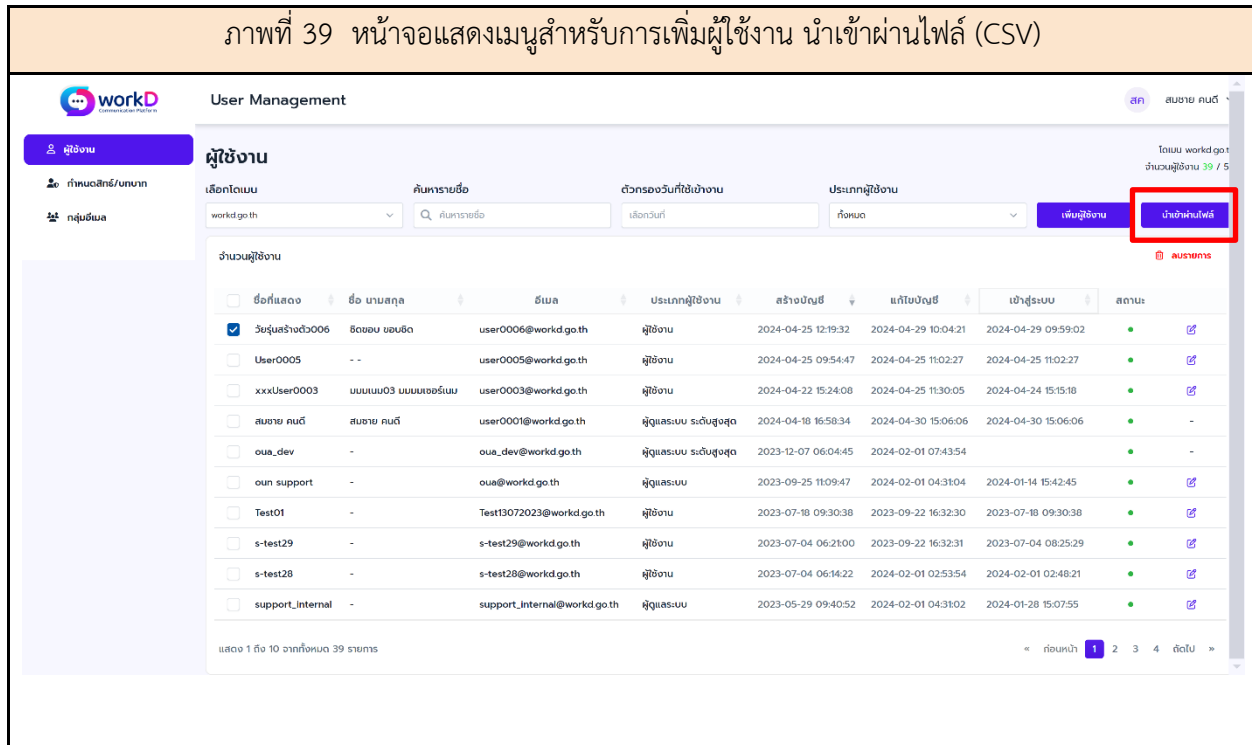 ภาพที่ 39 หน้าจอแสดงเมนูสำหรับการเพิ่มผู้ใช้งาน นำเข้าผ่านไฟล์ (CSV)
workD
Communication Platform
User Management
สค สมชาย คนดี
ผู้ใช้งาน
กำหนดสิทธิ์/บทบาท
กลุ่มอีเมล
ผู้ใช้งาน
โดเมน workd.go.t
จำนวนผู้ใช้งาน 39 / 5
เลือกโดเมน ค้นหารายชื่อ ตัวกรองวันที่ใช้เข้างาน ประเภทผู้ใช้งาน
workd.go.th ค้นหารายชื่อ เลือกวันที่ ทั้งหมด เพิ่มผู้ใช้งาน นำเข้าผ่านไฟล์
จำนวนผู้ใช้งาน ลบรายการ
ชื่อที่แสดง ชื่อ นามสกุล อีเมล ประเภทผู้ใช้งาน สร้างบัญชี แก้ไขบัญชี เข้าสู่ระบบ สถานะ
วัยรุ่นสร้างตัว006 ชิดขอบ ขอบชิด user0006@workd.go.th ผู้ใช้งาน 2024-04-25 12:19:32 2024-04-29 10:04:21 2024-04-29 09:59:02
User0005 - - user0005@workd.go.th ผู้ใช้งาน 2024-04-25 09:54:47 2024-04-25 11:02:27 2024-04-25 11:02:27
xxxUser0003 มมมเนม03 มมมมเซอร์เนม user0003@workd.go.th ผู้ใช้งาน 2024-04-22 15:24:08 2024-04-25 11:30:05 2024-04-24 15:15:18
สมชาย คนดี สมชาย คนดี user0001@workd.go.th ผู้ดูแลระบบ ระดับสูงสุด 2024-04-18 16:58:34 2024-04-30 15:06:06 2024-04-30 15:06:06 -
oua_dev - oua_dev@workd.go.th ผู้ดูแลระบบ ระดับสูงสุด 2023-12-07 06:04:45 2024-02-01 07:43:54 -
oun support - oua@workd.go.th ผู้ดูแลระบบ 2023-09-25 11:09:47 2024-02-01 04:31:04 2024-01-14 15:42:45
Test01 - Test13072023@workd.go.th ผู้ใช้งาน 2023-07-18 09:30:38 2023-09-22 16:32:30 2023-07-18 09:30:38
s-test29 - s-test29@workd.go.th ผู้ใช้งาน 2023-07-04 06:21:00 2023-09-22 16:32:31 2023-07-04 08:25:29
s-test28 - s-test28@workd.go.th ผู้ใช้งาน 2023-07-04 06:14:22 2024-02-01 02:53:54 2024-02-01 02:48:21
support_internal - support_internal@workd.go.th ผู้ดูแลระบบ 2023-05-29 09:40:52 2024-02-01 04:31:02 2024-01-28 15:07:55
แสดง 1 ถึง 10 จากทั้งหมด 39 รายการ « ก่อนหน้า 1 2 3 4 ถัดไป »